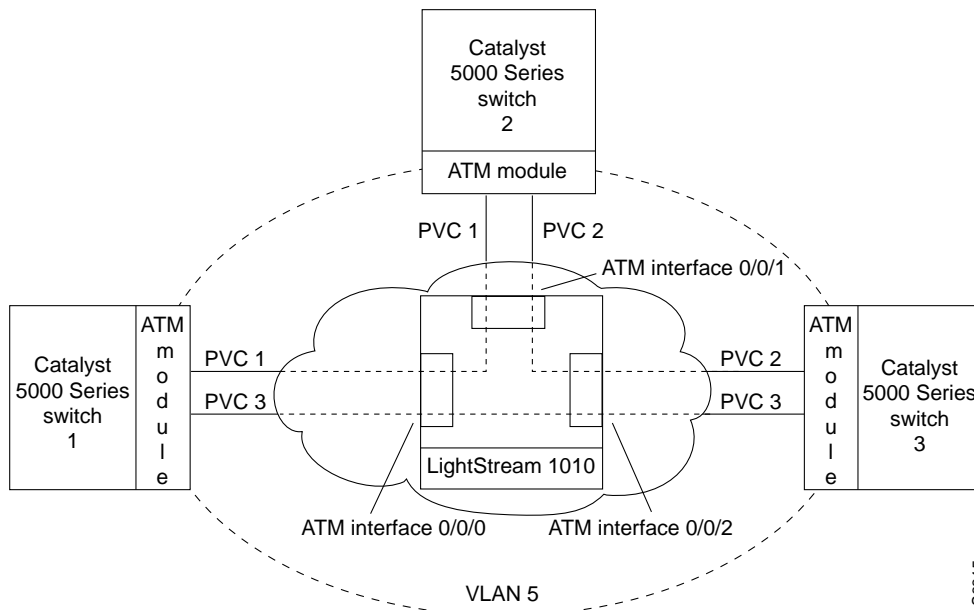 Catalyst
5000 Series
switch
2
ATM module
PVC 1
PVC 2
ATM interface 0/0/1
Catalyst
5000 Series
switch
1
ATM
module
PVC 1
PVC 3
PVC 2
PVC 3
ATM
module
Catalyst
5000 Series
switch
3
LightStream 1010
ATM interface 0/0/0
ATM interface 0/0/2
VLAN 5